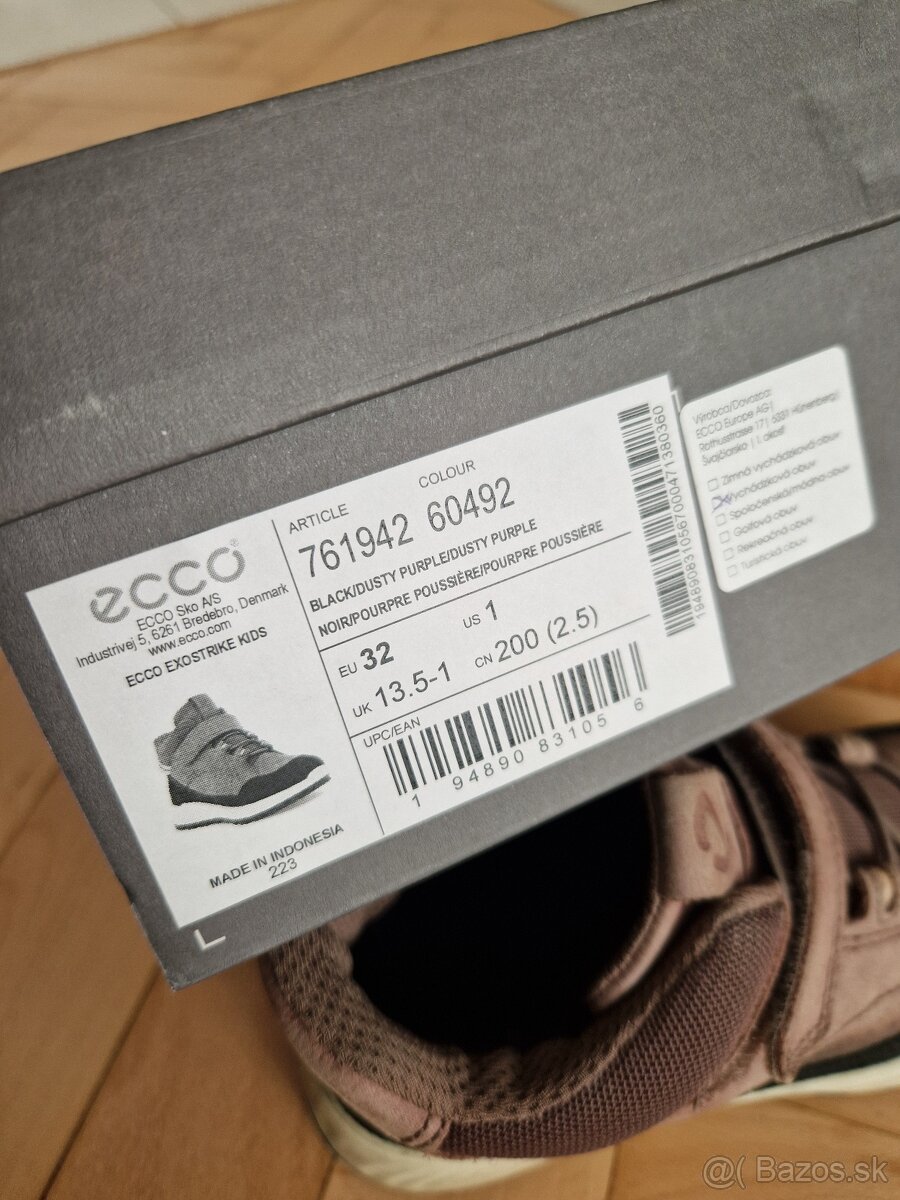 ecco®
ECCO Sko A/S
Industrivej 5, 6261 Bredebro, Denmark
www.ecco.com
ECCO EXOSTRIKE KIDS
MADE IN INDONESIA
223
L
ARTICLE COLOUR
761942 60492
BLACK/DUSTY PURPLE/DUSTY PURPLE
NOIR/POURPRE POUSSIÈRE/POURPRE POUSSIÈRE
EU 32 US 1
UK 13.5-1 CN 200 (2.5)
UPC/EAN
1 94890 83105 6
Výrobca/Dovozca:
ECCO Europe AG |
Švajčiarsko | I. akosť
Zimná vychádzková obuv
Vychádzková obuv
Spoločenská/módna obuv
Golfová obuv
Rekreačná obuv
Turistická obuv
@( Bazos.sk